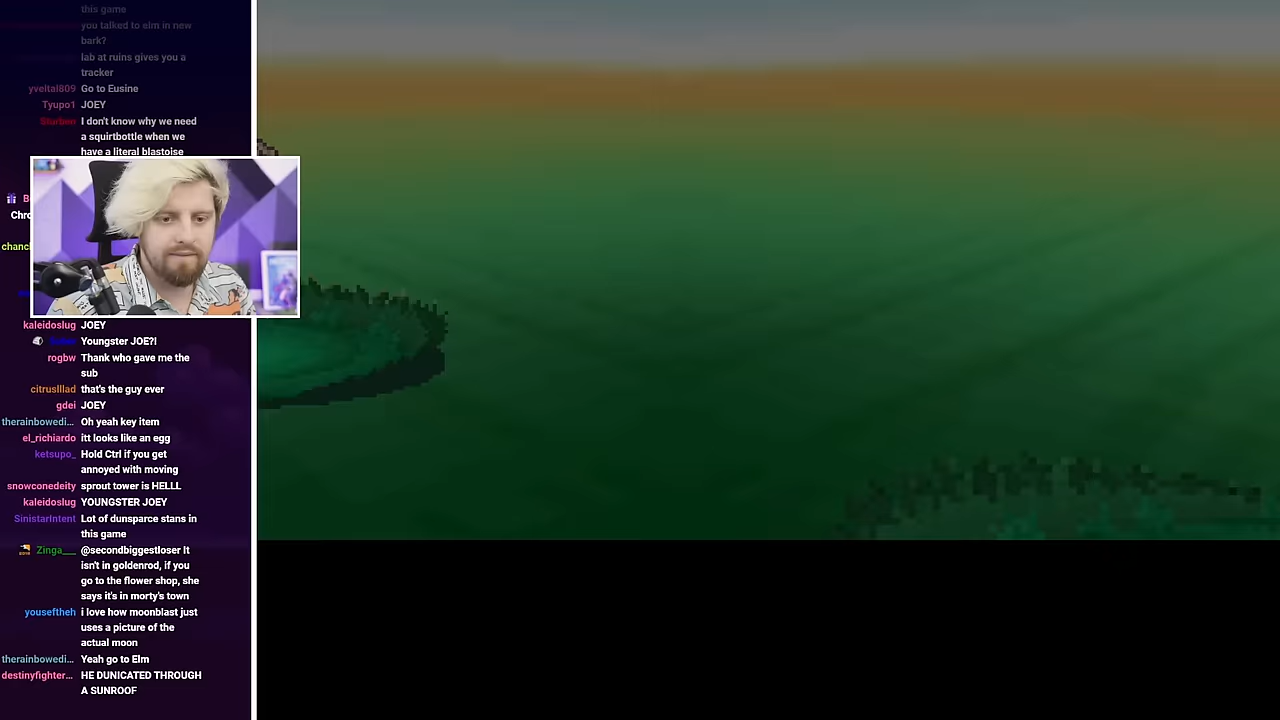 this game
you talked to elm in new
bark?
lab at ruins gives you a
tracker
yveltal809 Go to Eusine
Tyupo1 JOEY
Sturben I don't know why we need
a squirtbottle when we
have a literal blastoise
kaleidoslug JOEY
Youngster JOE?!
rogbw Thank who gave me the
sub
citruslllad that's the guy ever
gdei JOEY
therainbowedi... Oh yeah key item
el_richiardo itt looks like an egg
ketsupo_ Hold Ctrl if you get
annoyed with moving
snowconedeity sprout tower is HELLL
kaleidoslug YOUNGSTER JOEY
SinistarIntent Lot of dunsparce stans in
this game
Zinga___ @secondbiggestloser It
isn't in goldenrod, if you
go to the flower shop, she
says it's in morty's town
youseftheh i love how moonblast just
uses a picture of the
actual moon
therainbowedi... Yeah go to Elm
destinyfighter... HE DUNICATED THROUGH
A SUNROOF